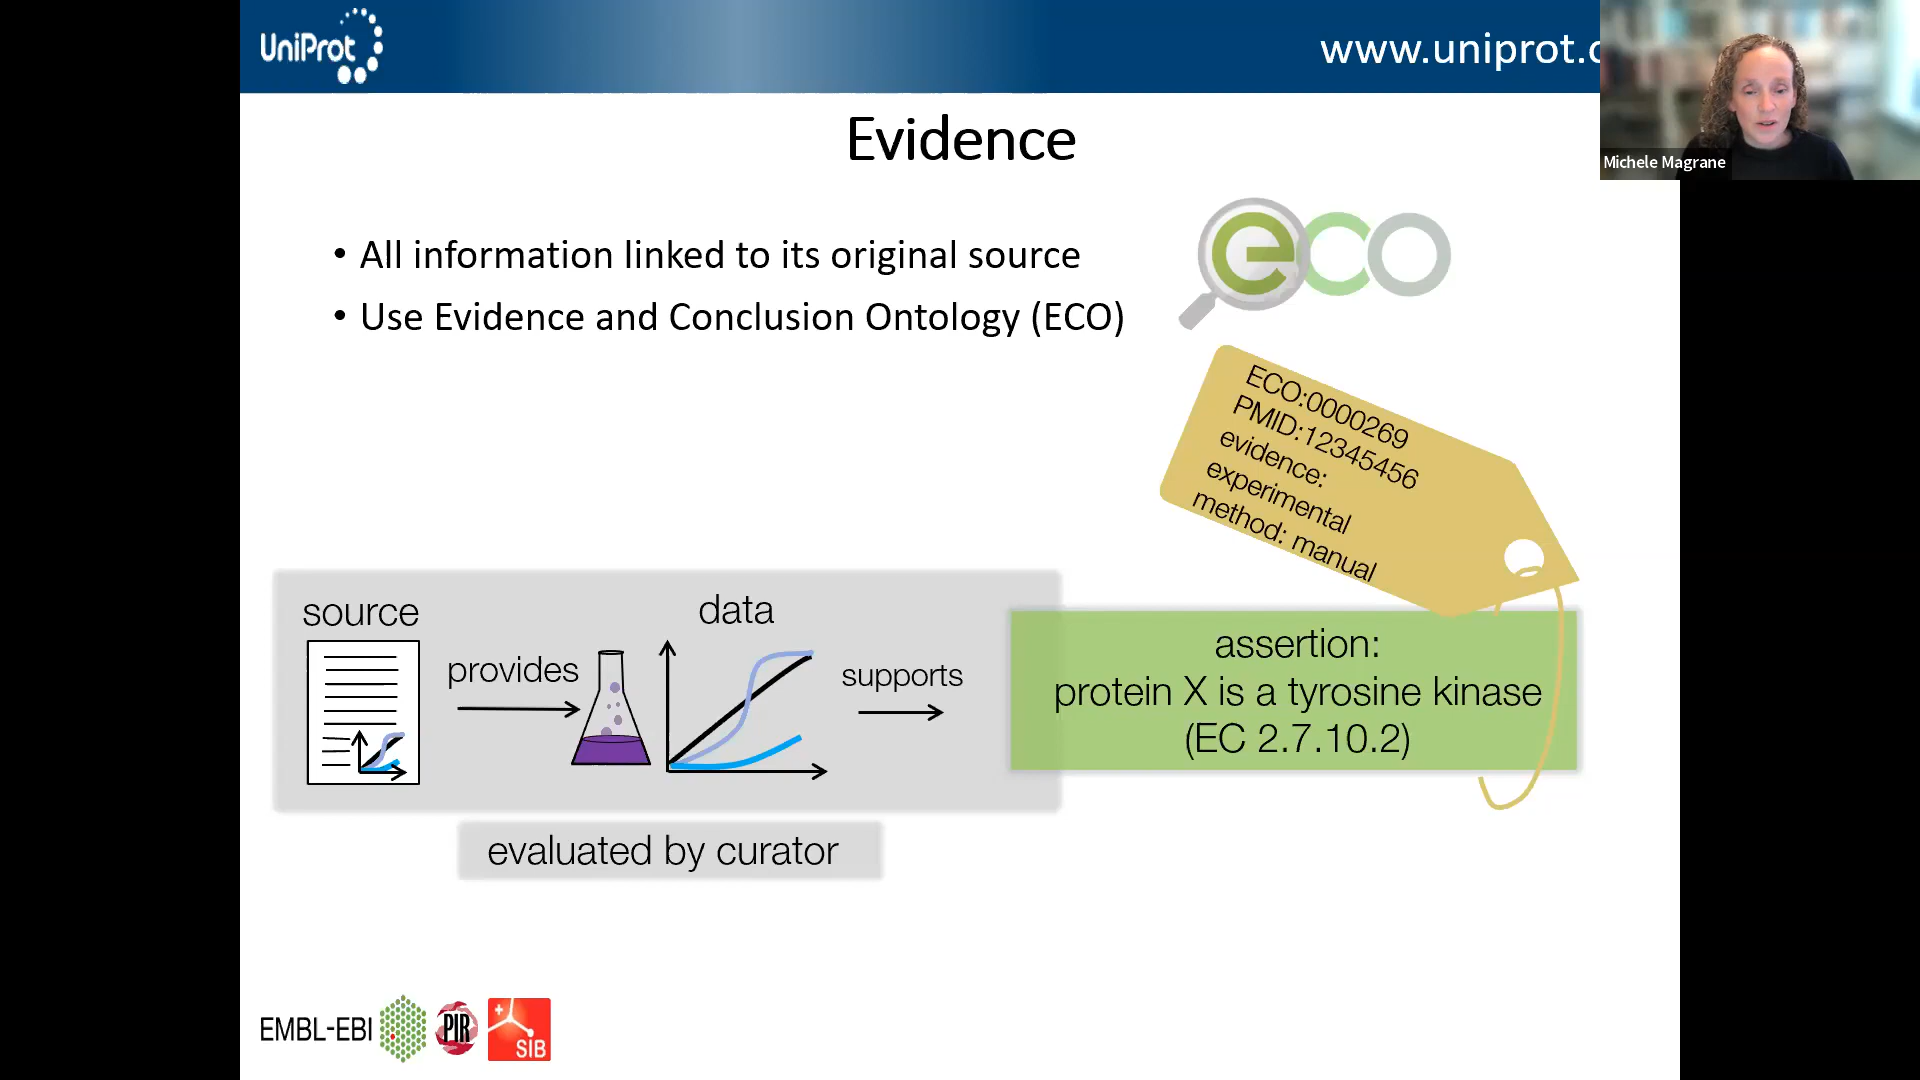 UniProt
www.uniprot.
Michele Magrane
Evidence
• All information linked to its original source
• Use Evidence and Conclusion Ontology (ECO)
eco
ECO:0000269
PMID:12345456
evidence:
experimental
method: manual
source
provides
data
supports
assertion:
protein X is a tyrosine kinase
(EC 2.7.10.2)
evaluated by curator
EMBL-EBI
PIR
SIB